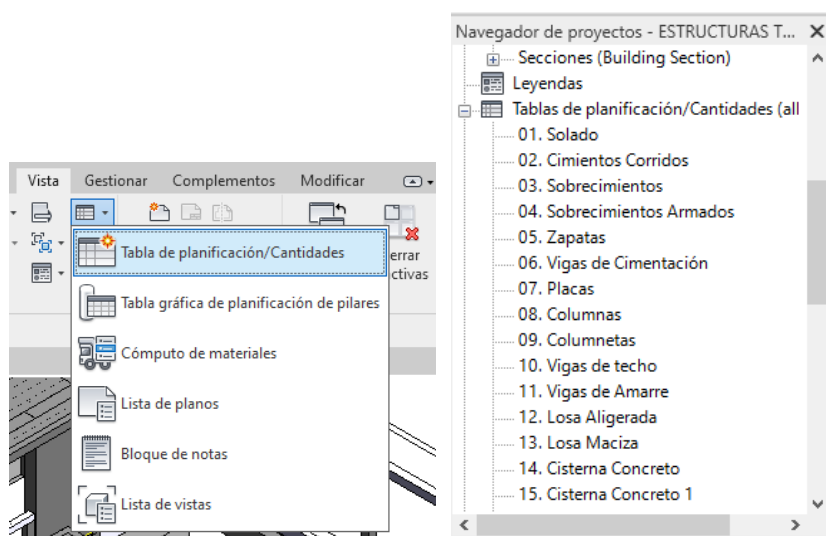 Vista Gestionar Complementos Modificar
Tabla de planificación/Cantidades
errar
ctivas
Tabla gráfica de planificación de pilares
Cómputo de materiales
Lista de planos
Bloque de notas
Lista de vistas
Navegador de proyectos - ESTRUCTURAS T...
Secciones (Building Section)
Leyendas
Tablas de planificación/Cantidades (all
01. Solado
02. Cimientos Corridos
03. Sobrecimientos
04. Sobrecimientos Armados
05. Zapatas
06. Vigas de Cimentación
07. Placas
08. Columnas
09. Columnetas
10. Vigas de techo
11. Vigas de Amarre
12. Losa Aligerada
13. Losa Maciza
14. Cisterna Concreto
15. Cisterna Concreto 1